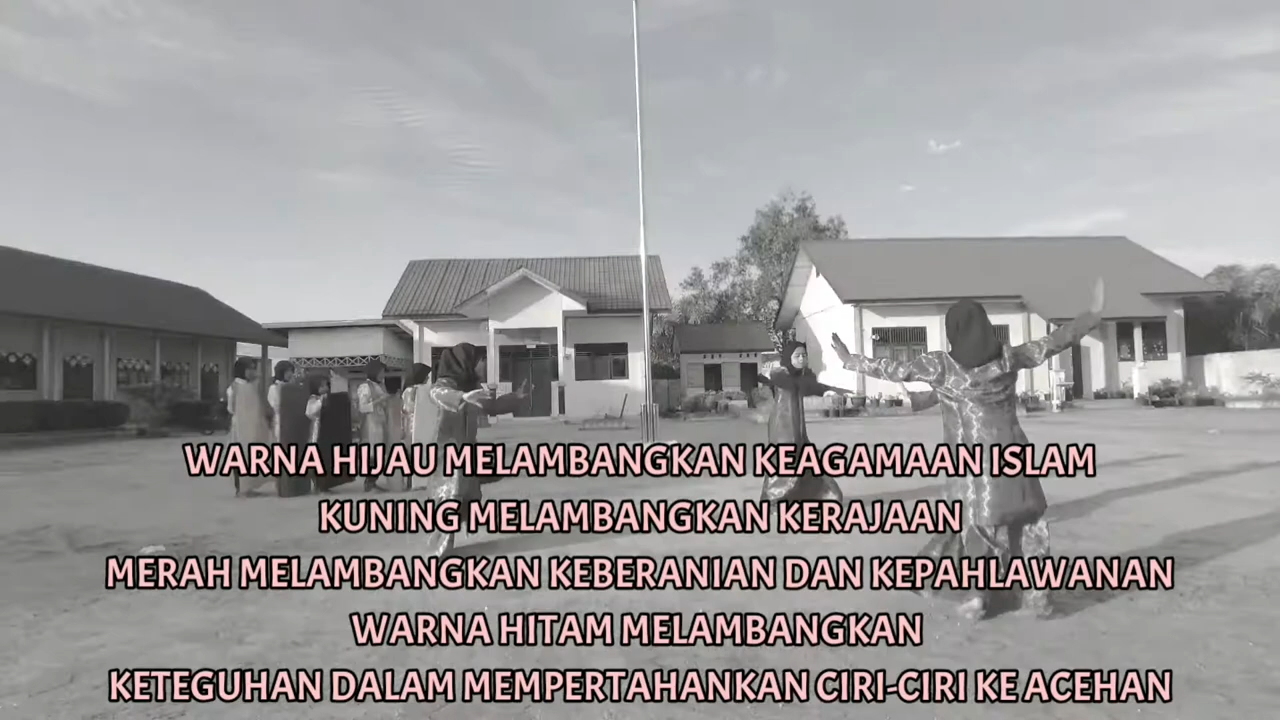 WARNA HIJAU MELAMBANGKAN KEAGAMAAN ISLAM
KUNING MELAMBANGKAN KERAJAAN
MERAH MELAMBANGKAN KEBERANIAN DAN KEPAHLAWANAN
WARNA HITAM MELAMBANGKAN
KETEGUHAN DALAM MEMPERTAHANKAN CIRI-CIRI KE ACEHAN